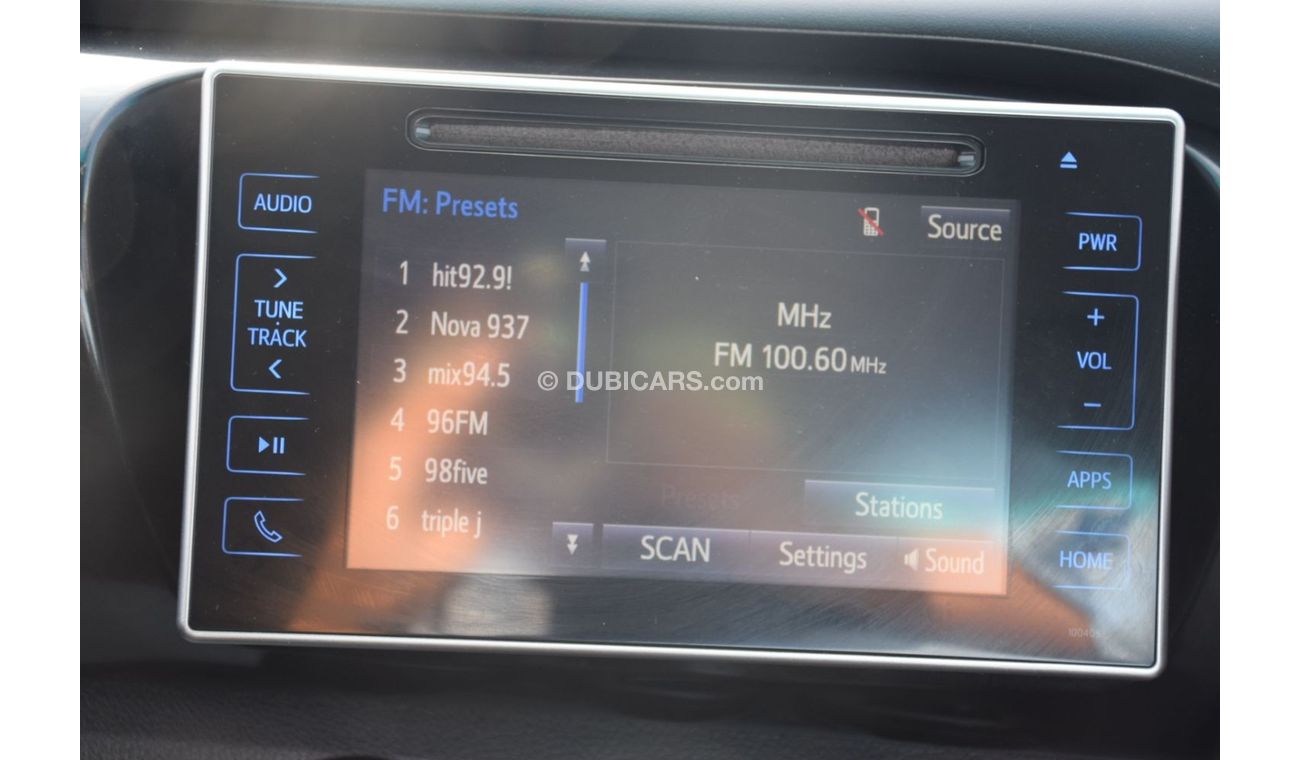 AUDIO
TUNE
TRACK
FM: Presets
Source
1 hit92.9!
2 Nova 937
3 mix94.5
4 96FM
5 98five
6 triple j
MHz
FM 100.60 MHz
© DUBICARS.com
Presets
Stations
SCAN
Settings
Sound
PWR
+
VOL
−
APPS
HOME